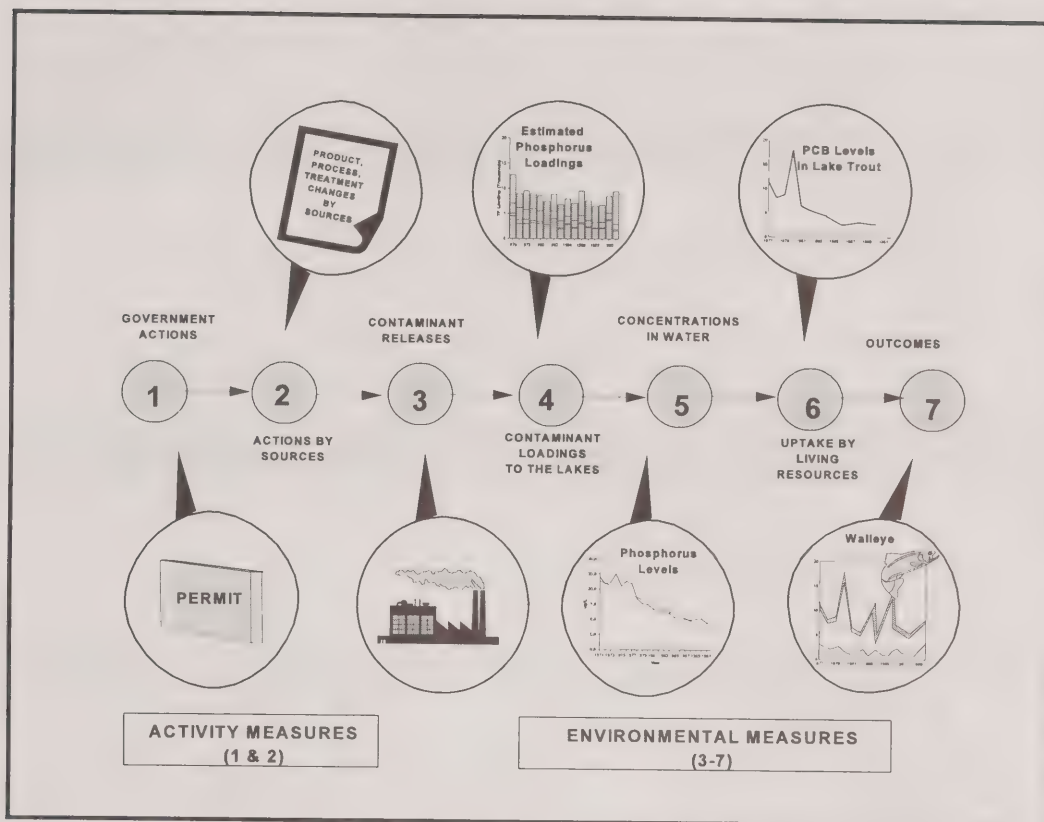 PRODUCT,
PROCESS,
TREATMENT
CHANGES
BY
SOURCES
Estimated
Phosphorus
Loadings
PCB Levels
in Lake Trout
GOVERNMENT
ACTIONS
CONTAMINANT
RELEASES
CONCENTRATIONS
IN WATER
OUTCOMES
1
2
3
4
5
6
7
ACTIONS BY
SOURCES
CONTAMINANT
LOADINGS
TO THE LAKES
UPTAKE BY
LIVING
RESOURCES
PERMIT
Phosphorus
Levels
Walleye
ACTIVITY MEASURES
(1 & 2)
ENVIRONMENTAL MEASURES
(3-7)